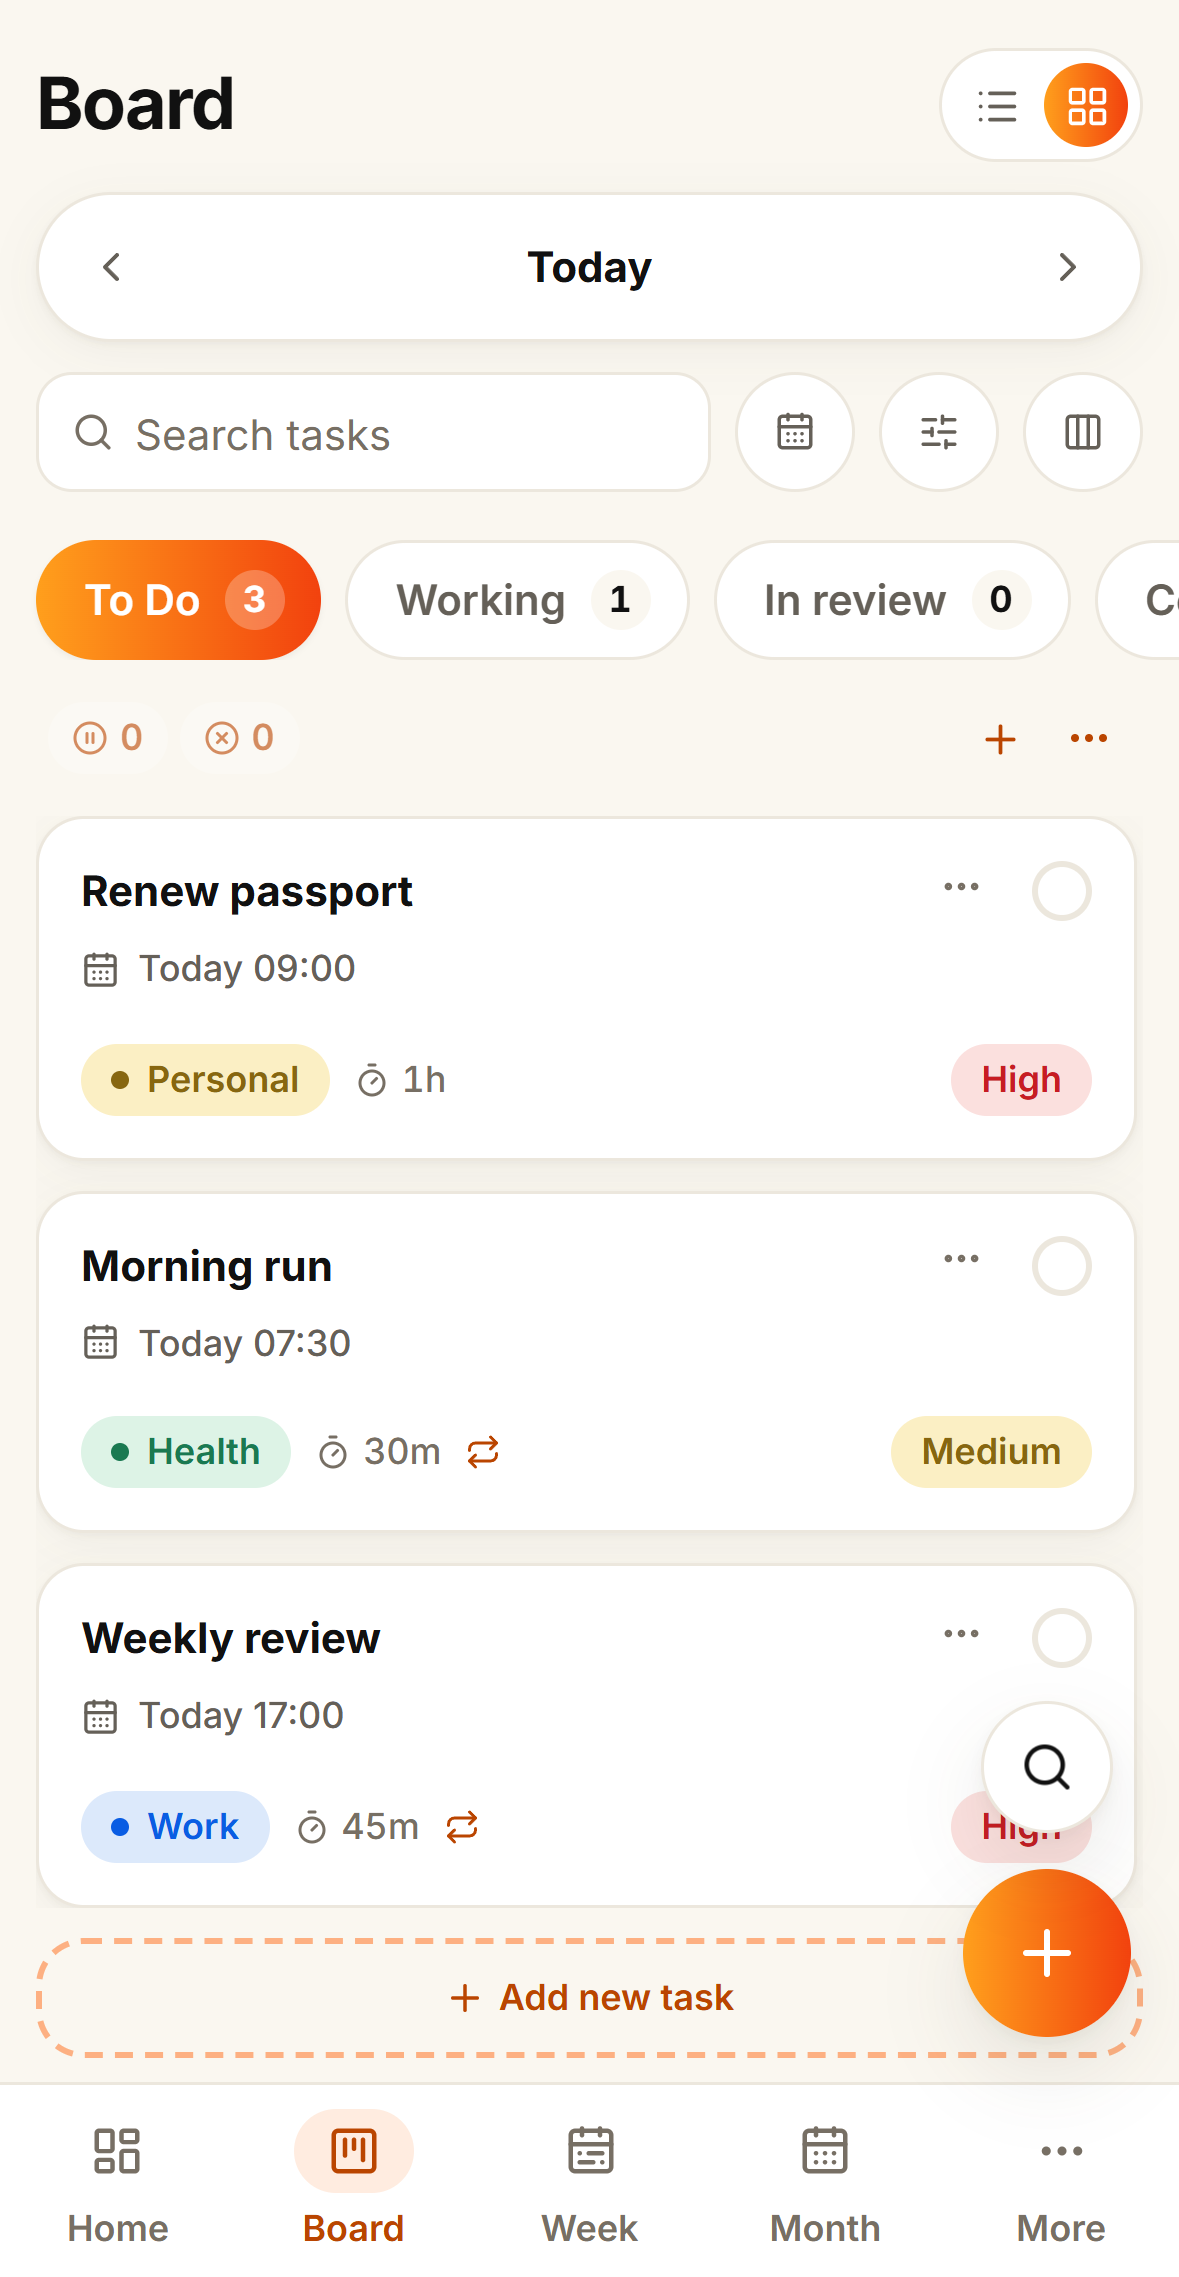 Board
Today
Search tasks
To Do 3
Working 1
In review 0
0 0
Renew passport
Today 09:00
Personal 1h High
Morning run
Today 07:30
Health 30m Medium
Weekly review
Today 17:00
Work 45m High
Add new task
Home Board Week Month More